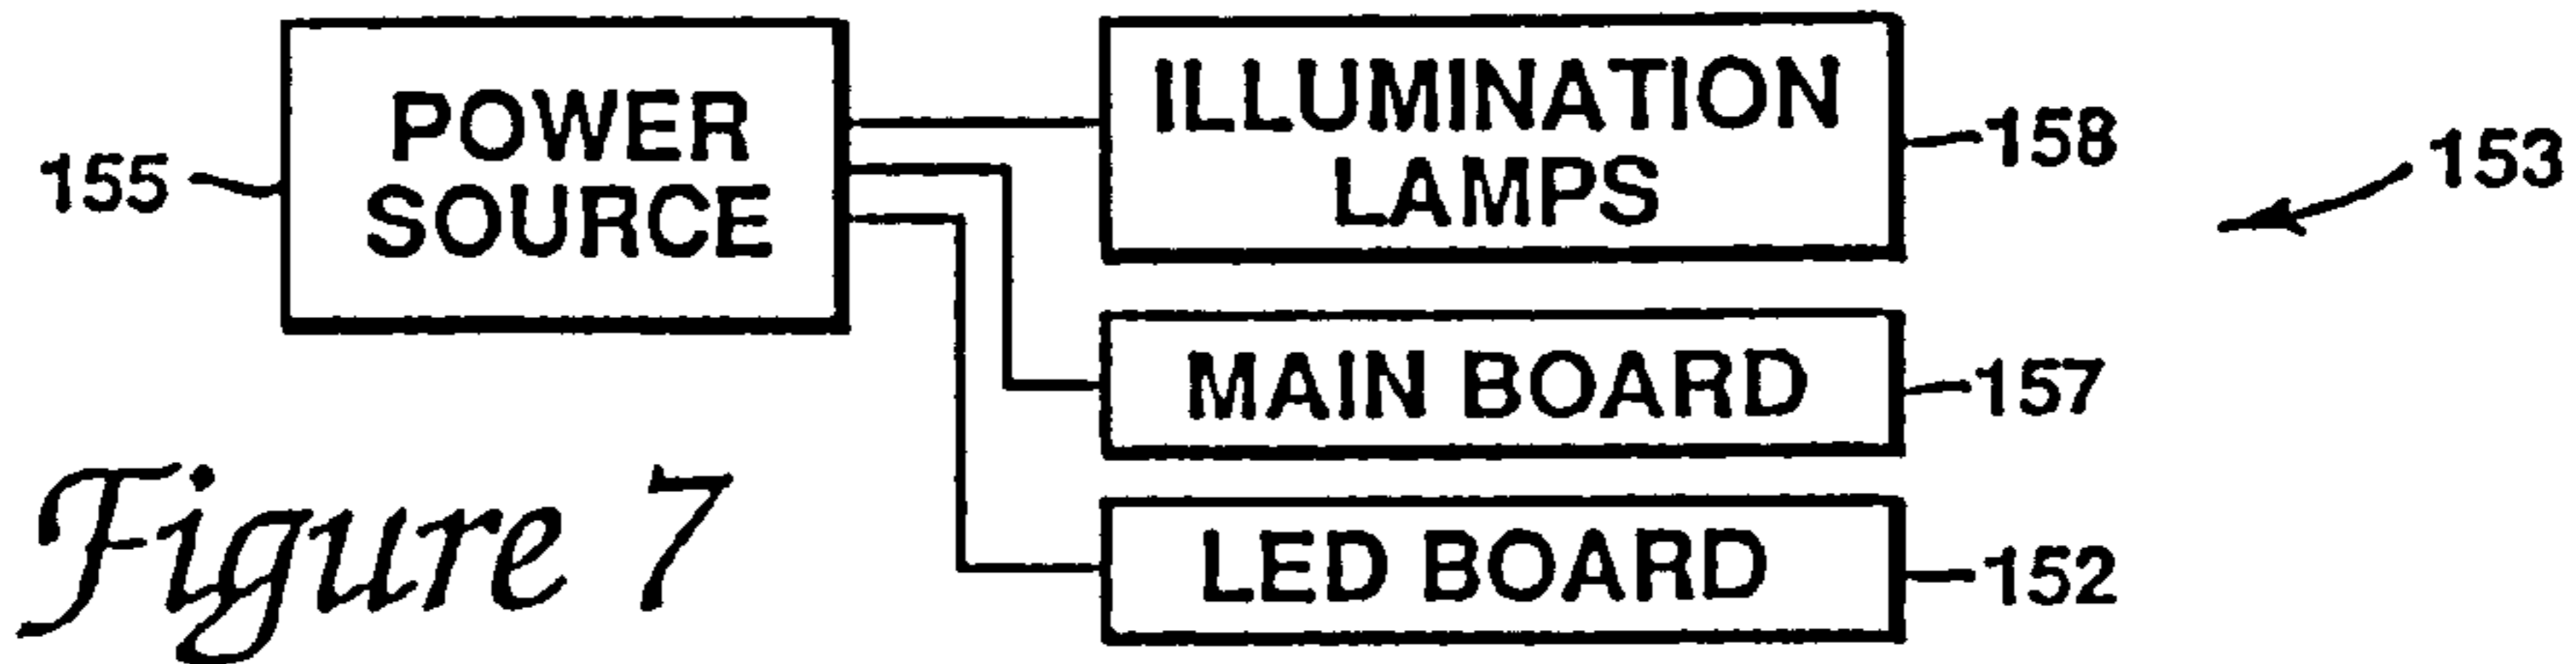 155
POWER
SOURCE
ILLUMINATION
LAMPS
158
153
MAIN BOARD
157
LED BOARD
152
Figure 7